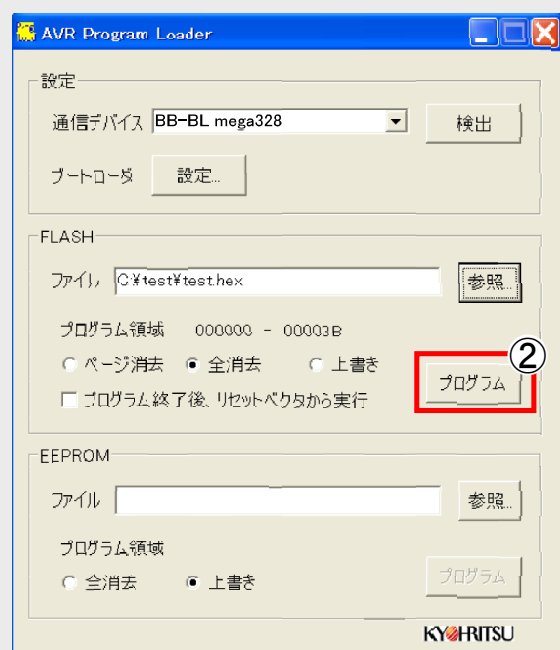 AVR Program Loader
設定
通信デバイス BB-BL mega328 検出
ブートローダ 設定...
FLASH
ファイル C:¥test¥test.hex 参照...
プログラム領域 000000 - 00003B
ページ消去 全消去 上書き
②
プログラム
プログラム終了後、リセットベクタから実行
EEPROM
ファイル 参照...
プログラム領域
全消去 上書き
プログラム
KYOHRITSU